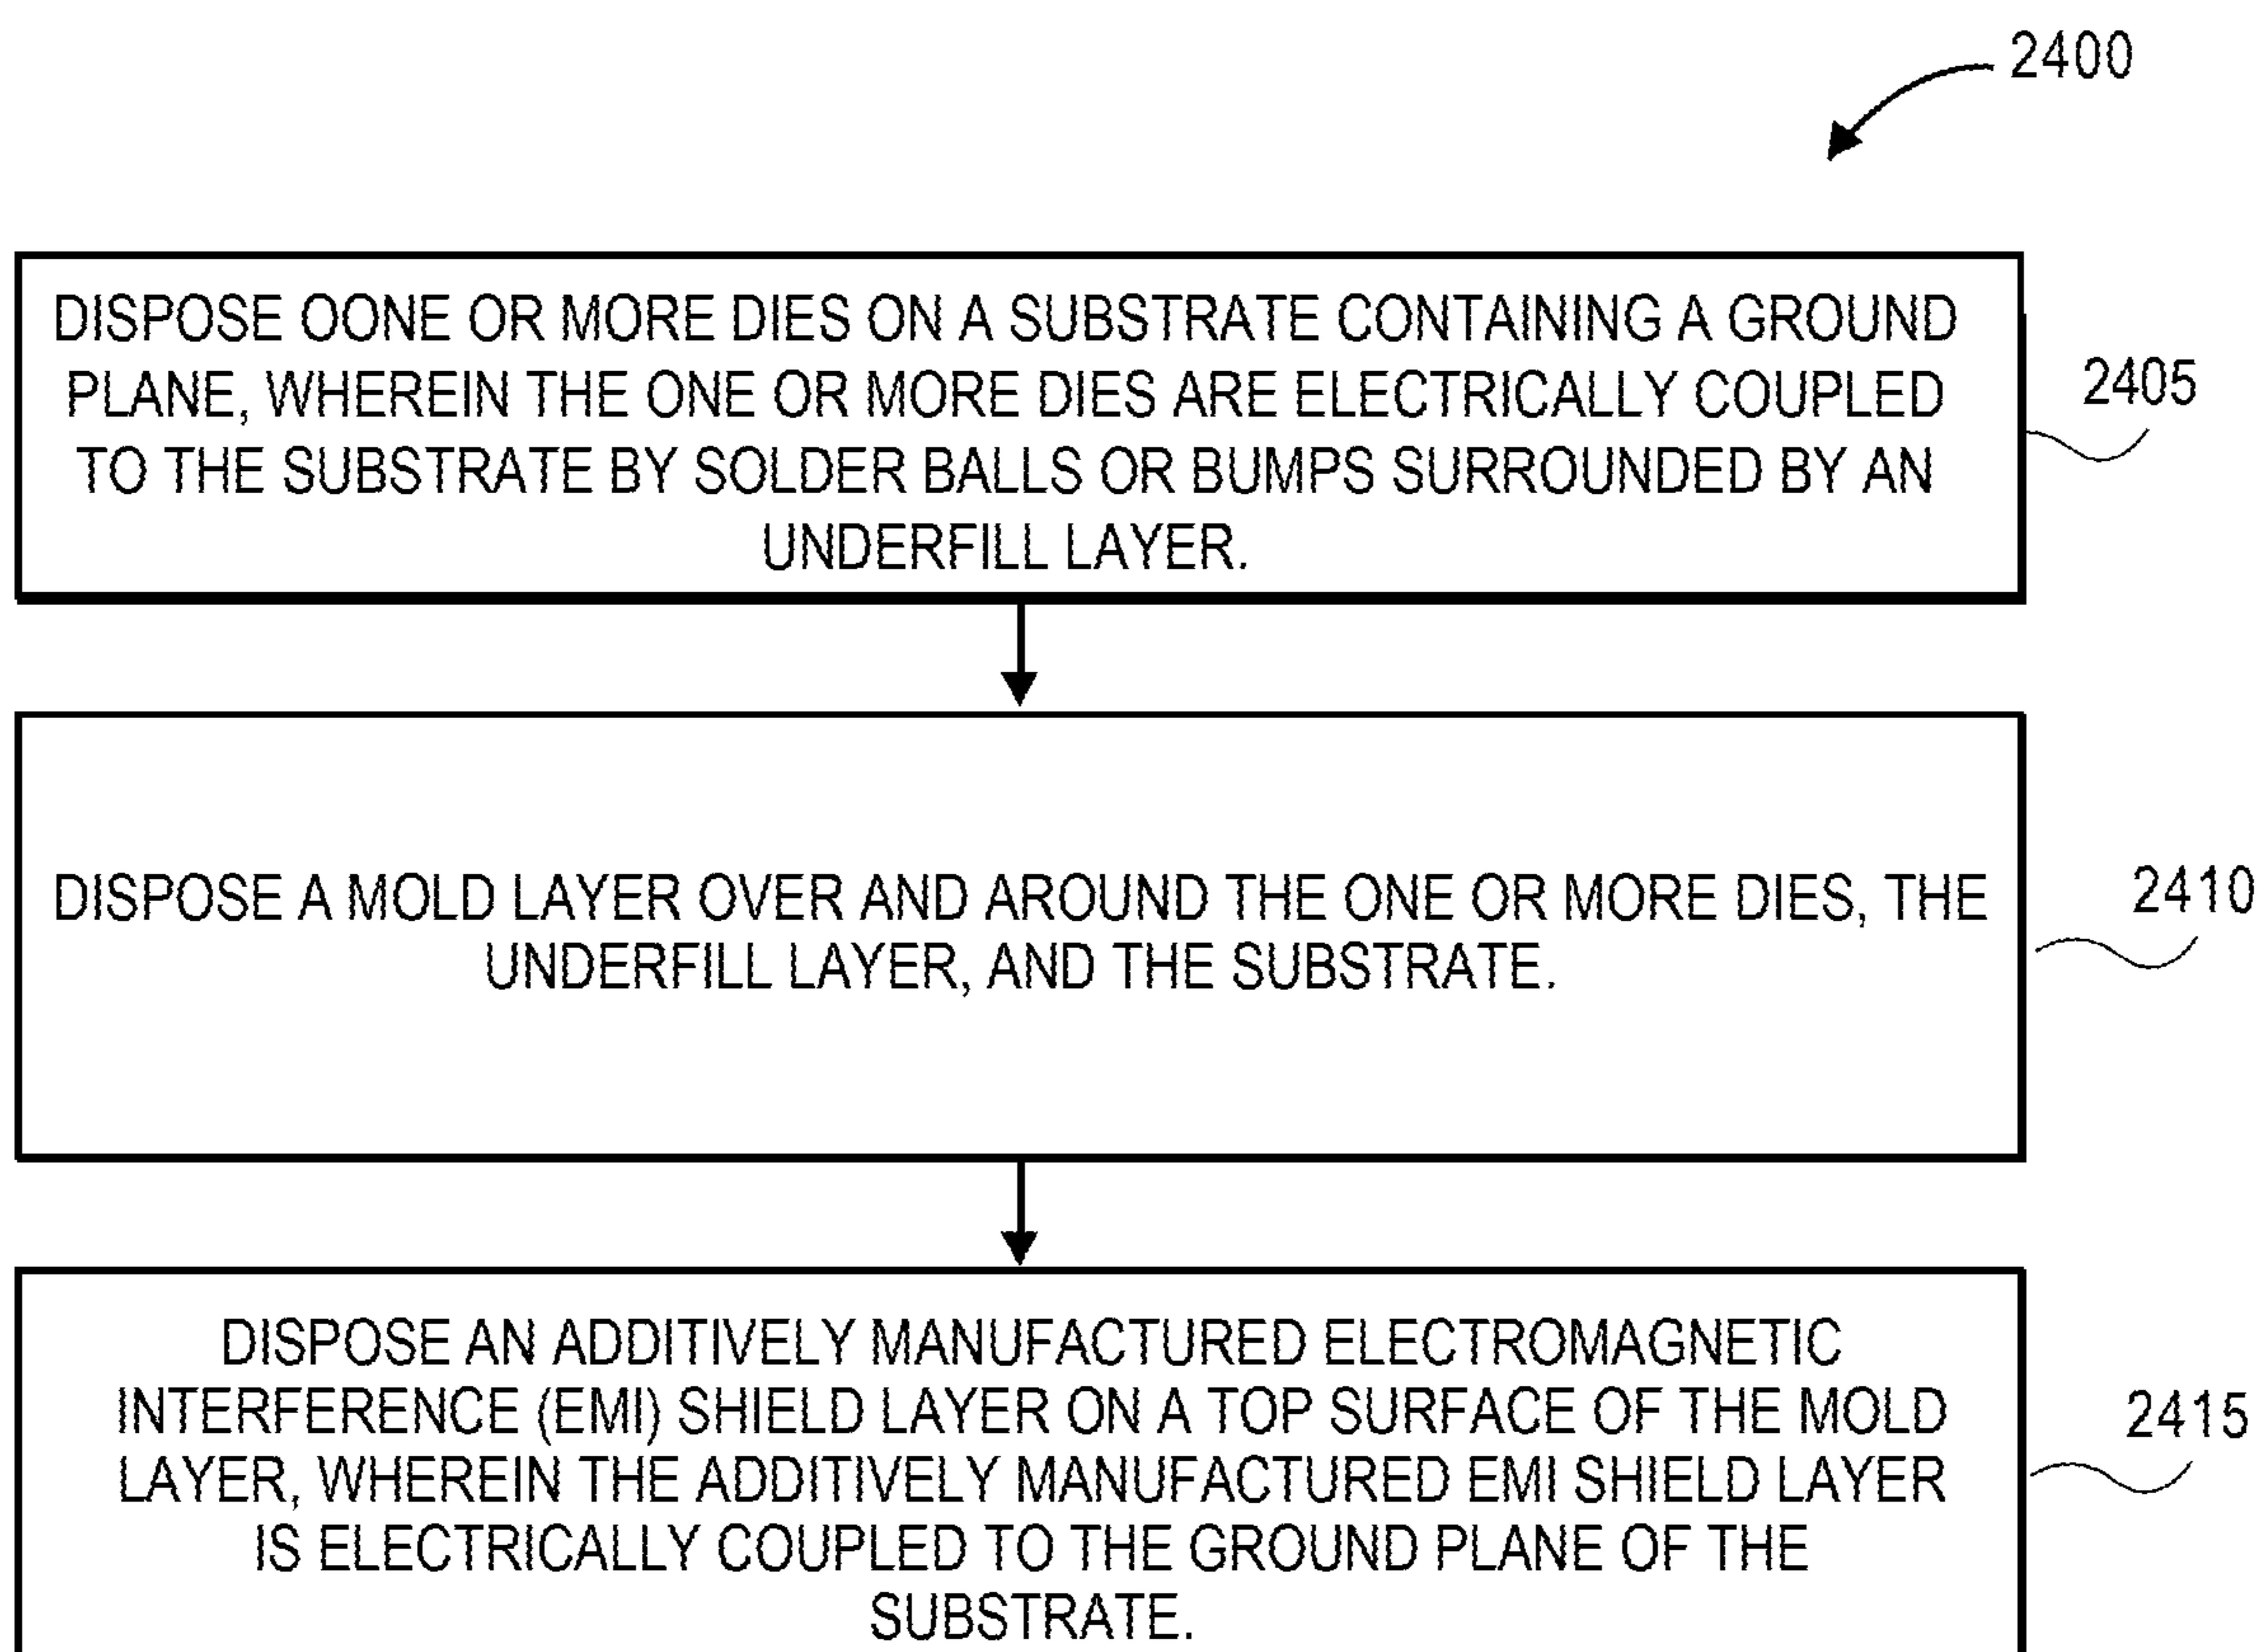 2400
DISPOSE OONE OR MORE DIES ON A SUBSTRATE CONTAINING A GROUND
PLANE, WHEREIN THE ONE OR MORE DIES ARE ELECTRICALLY COUPLED
TO THE SUBSTRATE BY SOLDER BALLS OR BUMPS SURROUNDED BY AN
UNDERFILL LAYER.
2405
DISPOSE A MOLD LAYER OVER AND AROUND THE ONE OR MORE DIES, THE
UNDERFILL LAYER, AND THE SUBSTRATE.
2410
DISPOSE AN ADDITIVELY MANUFACTURED ELECTROMAGNETIC
INTERFERENCE (EMI) SHIELD LAYER ON A TOP SURFACE OF THE MOLD
LAYER, WHEREIN THE ADDITIVELY MANUFACTURED EMI SHIELD LAYER
IS ELECTRICALLY COUPLED TO THE GROUND PLANE OF THE
SUBSTRATE.
2415